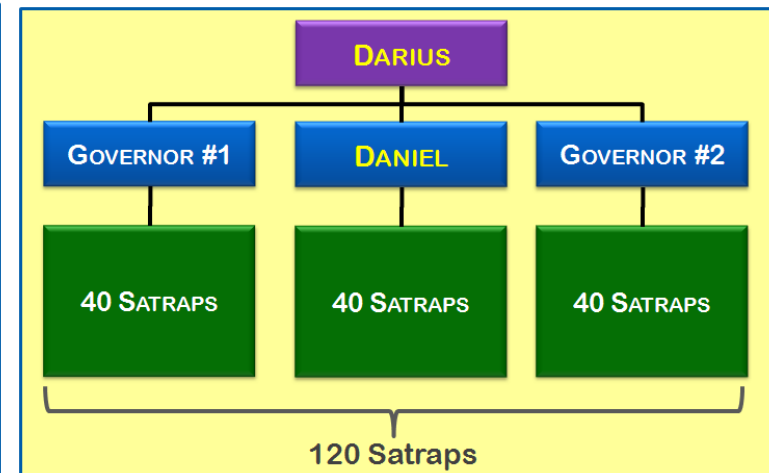 DARIUS
GOVERNOR #1
DANIEL
GOVERNOR #2
40 SATRAPS
40 SATRAPS
40 SATRAPS
120 Satraps